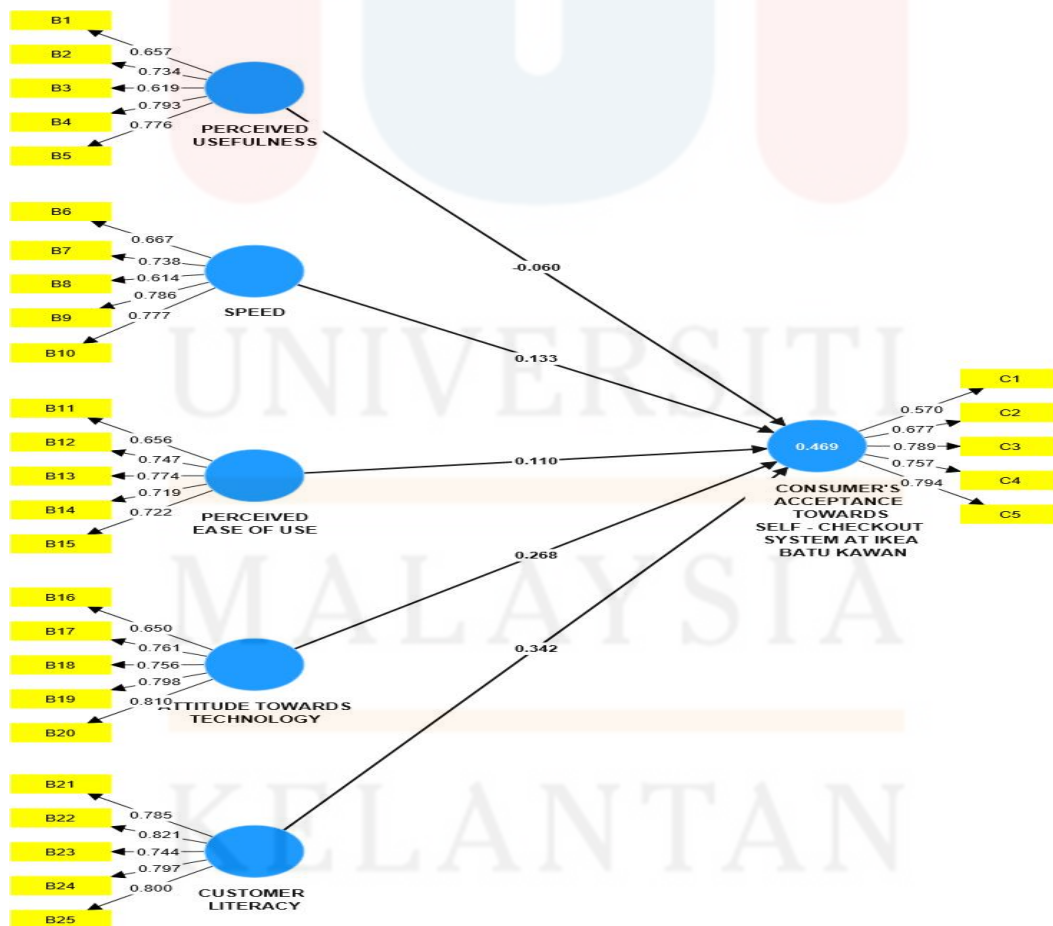 B1
B2
B3
B4
B5
0.657
0.734
0.619
0.793
0.776
PERCEIVED
USEFULNESS
-0.060
B6
B7
B8
B9
B10
0.667
0.738
0.614
0.786
0.777
SPEED
0.133
B11
B12
B13
B14
B15
0.656
0.747
0.774
0.719
0.722
PERCEIVED
EASE OF USE
0.110
B16
B17
B18
B19
B20
0.650
0.761
0.756
0.798
0.810
TTITUDE TOWARDS
TECHNOLOGY
0.268
B21
B22
B23
B24
B25
0.785
0.821
0.744
0.797
0.800
CUSTOMER
LITERACY
0.342
0.469
CONSUMER'S
ACCEPTANCE
TOWARDS
SELF - CHECKOUT
SYSTEM AT IKEA
BATU KAWAN
0.570
0.677
0.789
0.757
0.794
C1
C2
C3
C4
C5
UNIVERSITI
MALAYSIA
KELANTAN